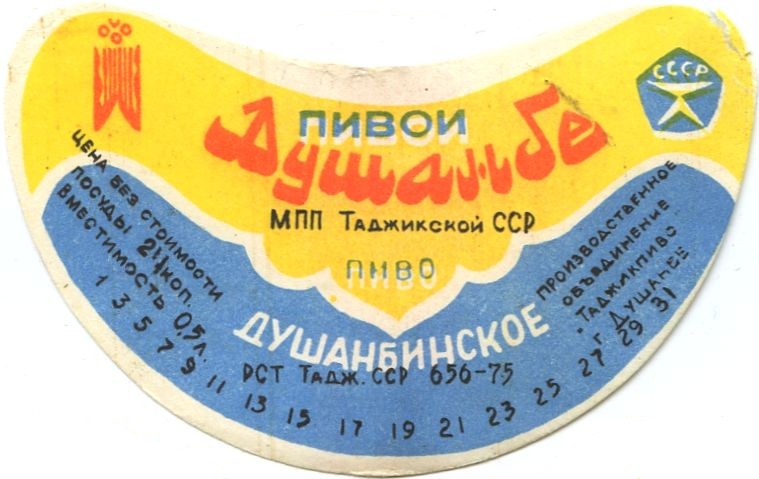 СССР
ПИВОИ
Душанбе
МПП Таджикской ССР
ПИВО
ДУШАНБИНСКОЕ
РСТ Тадж. ССР 656-75
ЦЕНА БЕЗ СТОИМОСТИ
ПОСУДЫ КОП.
ВМЕСТИМОСТЬ 0,5 Л.
ПРОИЗВОДСТВЕННОЕ
ОБЪЕДИНЕНИЕ
"ТАДЖИКПИВО"
г. ДУШАНБЕ
1 3 5 7 9 11 13 15 17 19 21 23 25 27 29 31